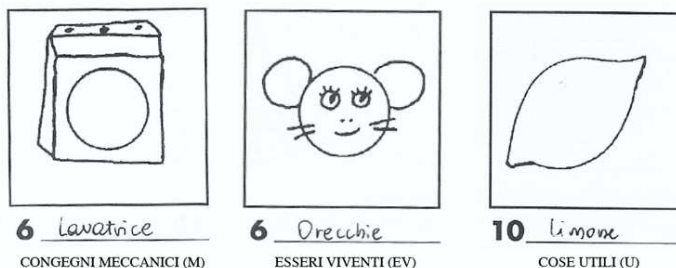 6 Lavatrice
CONGEGNI MECCANICI (M)
6 Orecchie
ESSERI VIVENTI (EV)
10 Limone
COSE UTILI (U)